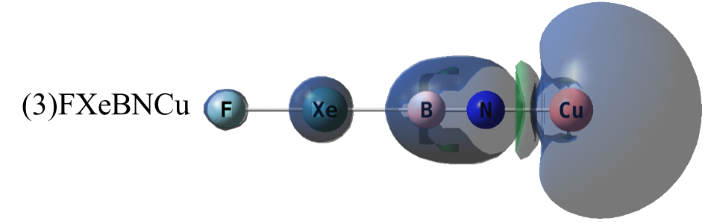 (3)FXeBNCu F Xe B N Cu